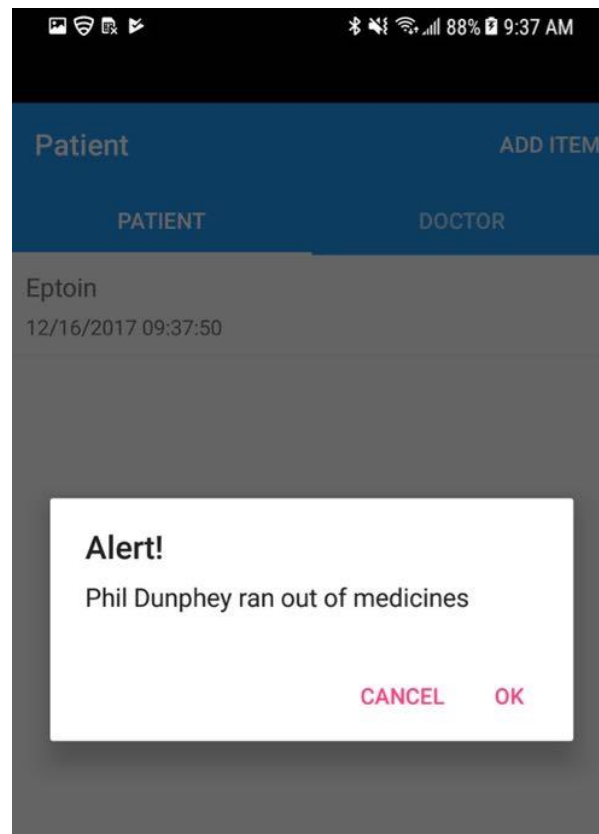 88% 9:37 AM
Patient ADD ITEM
PATIENT DOCTOR
Eptoin
12/16/2017 09:37:50
Alert!
Phil Dunphey ran out of medicines
CANCEL OK